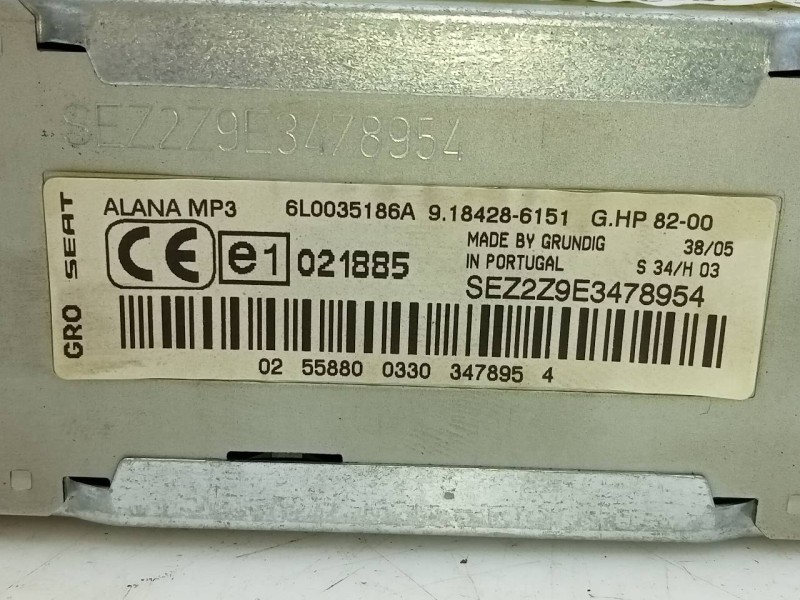 SEZ2Z9E3478954
GRO SEAT
ALANA MP3 6L0035186A 9.18428-6151 G.HP 82-00
CE e1 021885 MADE BY GRUNDIG 38/05
IN PORTUGAL S 34/H 03
SEZ2Z9E3478954
02 55880 0330 347895 4